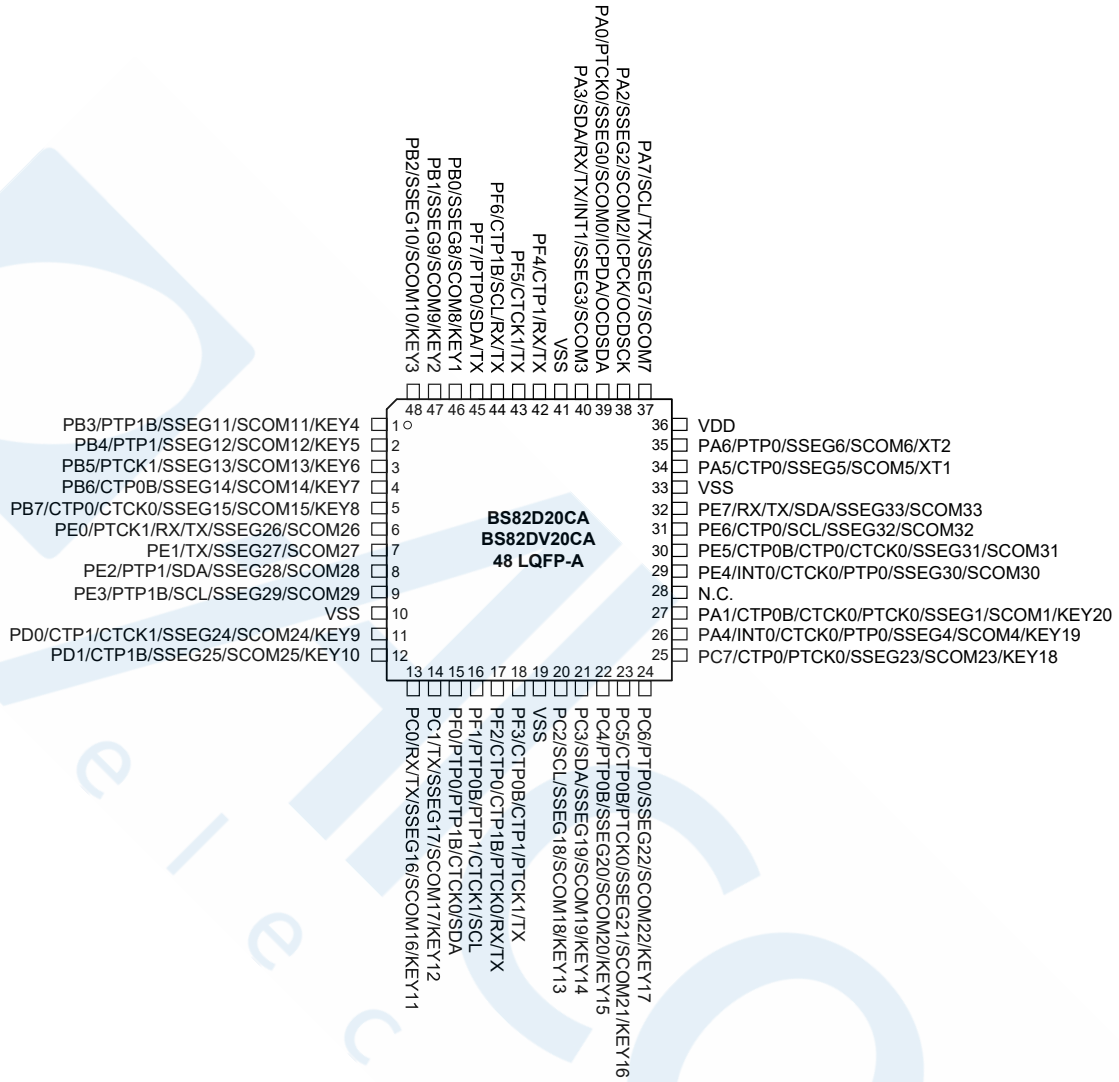 PB2/SSEG10/SCOM10/KEY3
PB1/SSEG9/SCOM9/KEY2
PB0/SSEG8/SCOM8/KEY1
PF7/PTP0/SDA/TX
PF6/CTP1B/SCL/RX/TX
PF5/CTCK1/TX
PF4/CTP1/RX/TX
VSS
PA3/SDA/RX/TX/INT1/SSEG3/SCOM3
PA0/PTCK0/SSEG0/SCOM0/ICPDA/OCDSDA
PA2/SSEG2/SCOM2/ICPCK/OCDSCK
PA7/SCL/TX/SSEG7/SCOM7
48 47 46 45 44 43 42 41 40 39 38 37
PB3/PTP1B/SSEG11/SCOM11/KEY4 1
PB4/PTP1/SSEG12/SCOM12/KEY5 2
PB5/PTCK1/SSEG13/SCOM13/KEY6 3
PB6/CTP0B/SSEG14/SCOM14/KEY7 4
PB7/CTP0/CTCK0/SSEG15/SCOM15/KEY8 5
PE0/PTCK1/RX/TX/SSEG26/SCOM26 6
PE1/TX/SSEG27/SCOM27 7
PE2/PTP1/SDA/SSEG28/SCOM28 8
PE3/PTP1B/SCL/SSEG29/SCOM29 9
VSS 10
PD0/CTP1/CTCK1/SSEG24/SCOM24/KEY9 11
PD1/CTP1B/SSEG25/SCOM25/KEY10 12
BS82D20CA
BS82DV20CA
48 LQFP-A
36 VDD
35 PA6/PTP0/SSEG6/SCOM6/XT2
34 PA5/CTP0/SSEG5/SCOM5/XT1
33 VSS
32 PE7/RX/TX/SDA/SSEG33/SCOM33
31 PE6/CTP0/SCL/SSEG32/SCOM32
30 PE5/CTP0B/CTP0/CTCK0/SSEG31/SCOM31
29 PE4/INT0/CTCK0/PTP0/SSEG30/SCOM30
28 N.C.
27 PA1/CTP0B/CTCK0/PTCK0/SSEG1/SCOM1/KEY20
26 PA4/INT0/CTCK0/PTP0/SSEG4/SCOM4/KEY19
25 PC7/CTP0/PTCK0/SSEG23/SCOM23/KEY18
13 14 15 16 17 18 19 20 21 22 23 24
PC0/RX/TX/SSEG16/SCOM16/KEY11
PC1/TX/SSEG17/SCOM17/KEY12
PF0/PTP0/PTP1B/CTCK0/SDA
PF1/PTP0B/PTP1/CTCK1/SCL
PF2/CTP0/CTP1B/PTCK0/RX/TX
PF3/CTP0B/CTP1/PTCK1/TX
VSS
PC2/SCL/SSEG18/SCOM18/KEY13
PC3/SDA/SSEG19/SCOM19/KEY14
PC4/PTP0B/SSEG20/SCOM20/KEY15
PC5/CTP0B/PTCK0/SSEG21/SCOM21/KEY16
PC6/PTP0/SSEG22/SCOM22/KEY17